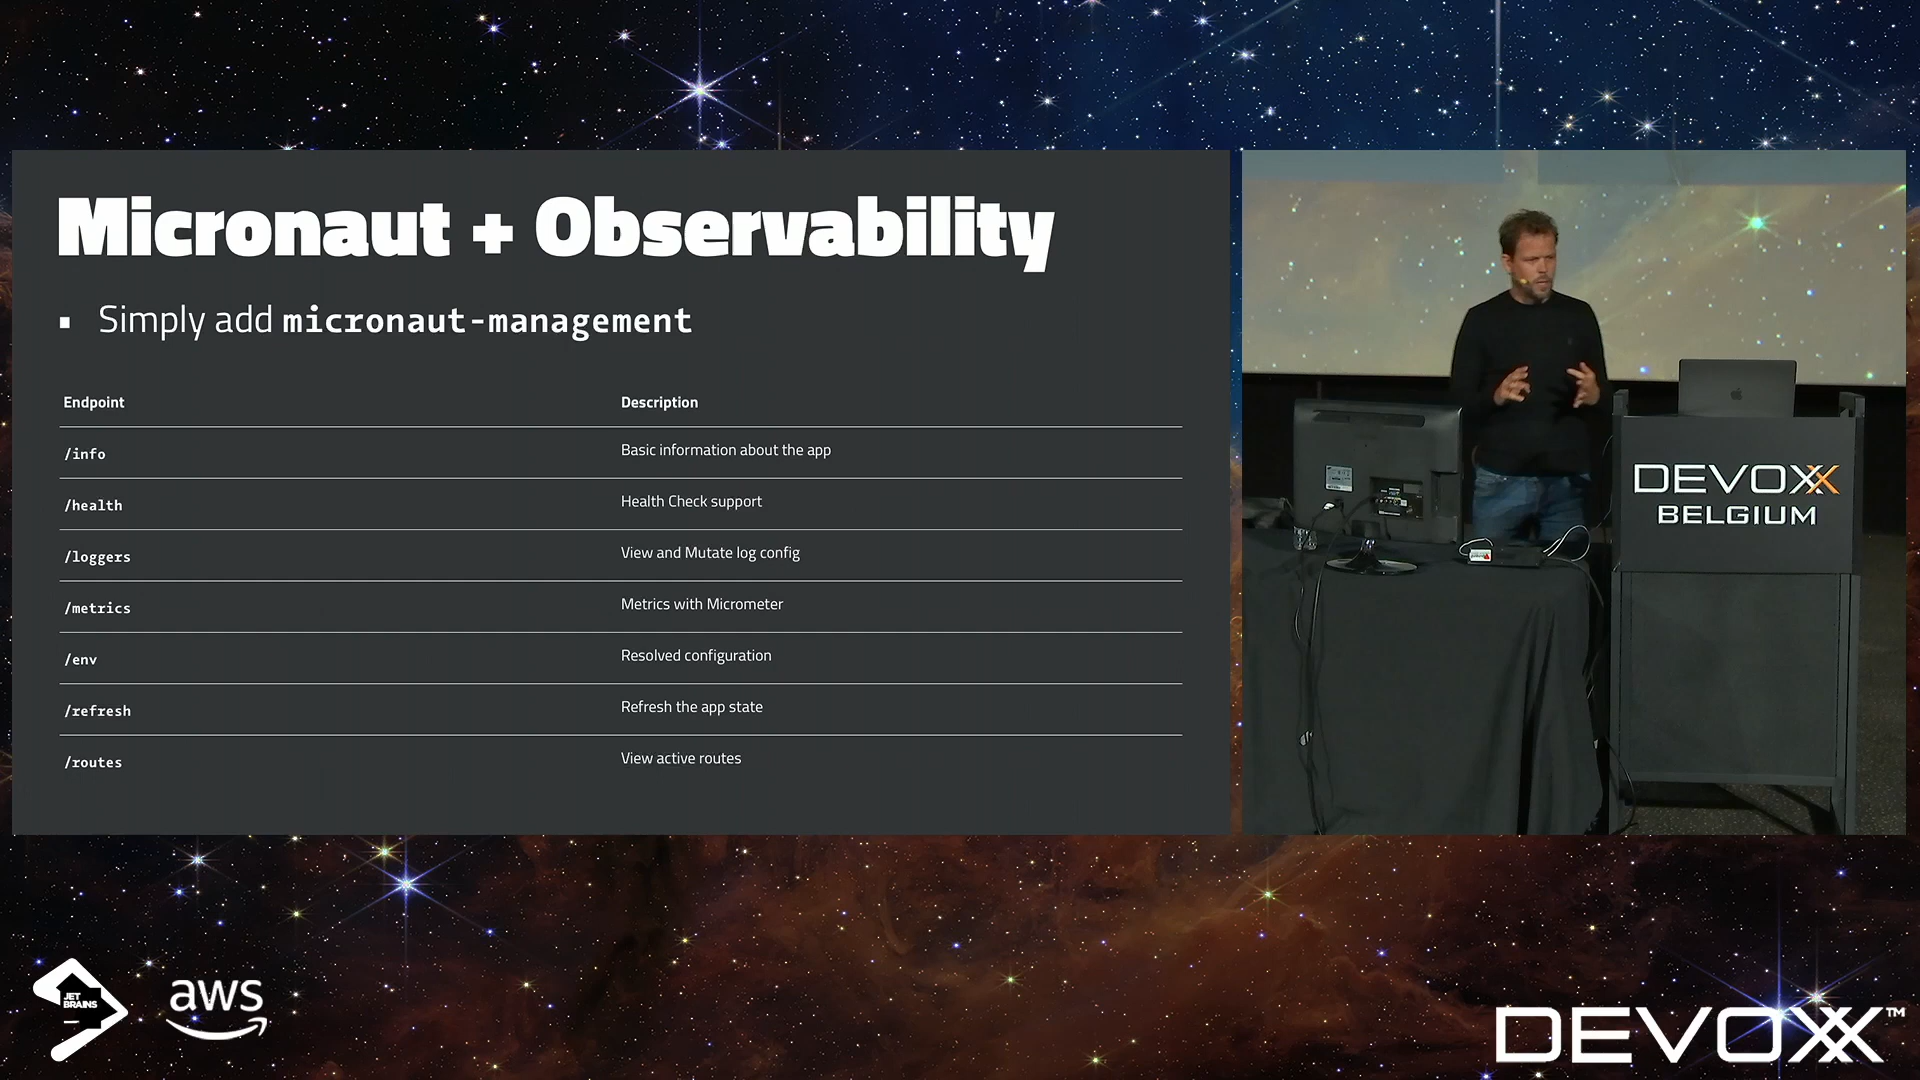 Micronaut + Observability
▪ Simply add micronaut-management
Endpoint Description
/info Basic information about the app
/health Health Check support
/loggers View and Mutate log config
/metrics Metrics with Micrometer
/env Resolved configuration
/refresh Refresh the app state
/routes View active routes
DEVOXX
BELGIUM
JET
BRAINS
aws
DEVOXX™